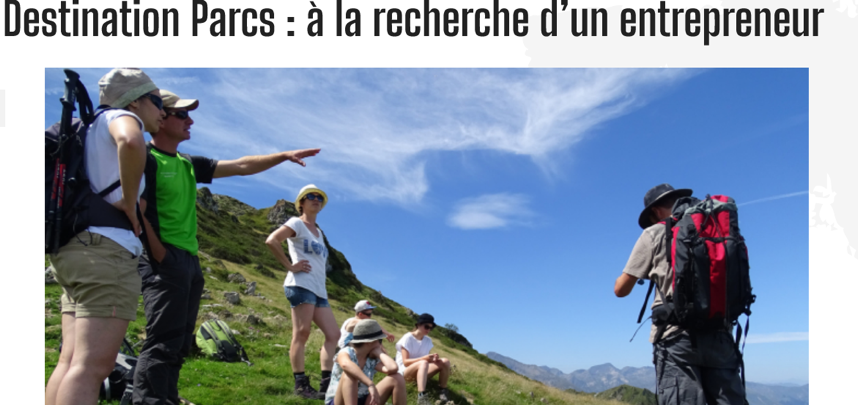 Destination Parcs : à la recherche d’un entrepreneur